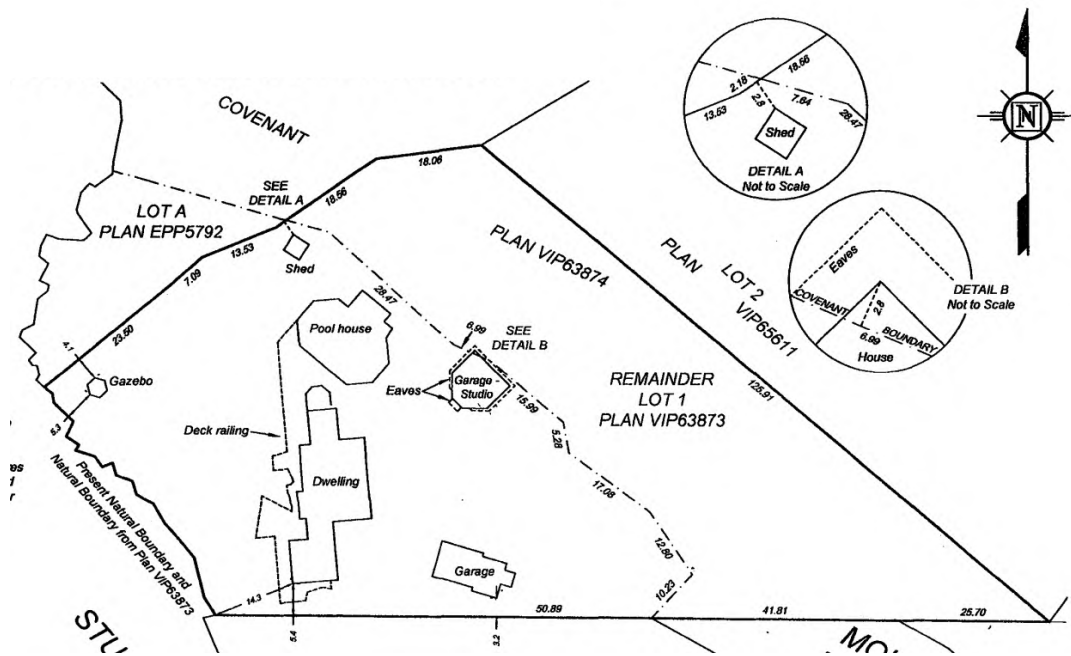 COVENANT
18.06
SEE
DETAIL A
18.56
LOT A
PLAN EPP5792
13.53
Shed
7.09
28.47
23.50
Pool house
6.99
SEE
DETAIL B
4.1
Gazebo
Eaves
Garage
Studio
15.99
5.3
Deck railing
5.28
Dwelling
17.08
Present Natural Boundary and
Natural Boundary from Plan VIP63873
12.80
Garage
10.23
14.3
50.89
41.81
25.70
5.4
3.2
PLAN VIP63874
PLAN
LOT 2
VIP65611
125.91
REMAINDER
LOT 1
PLAN VIP63873
18.56
2.18
7.64
13.53
2.8
28.47
Shed
DETAIL A
Not to Scale
N
Eaves
DETAIL B
Not to Scale
COVENANT
BOUNDARY
2.8
6.99
House